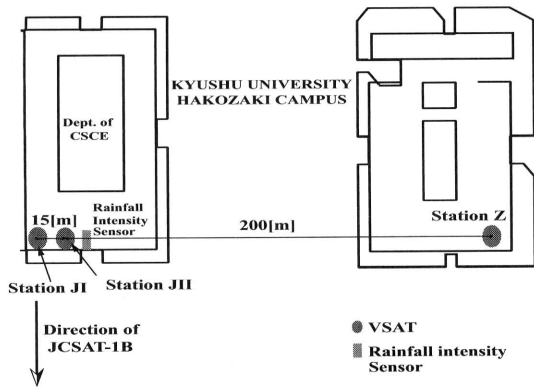 KYUSHU UNIVERSITY
HAKOZAKI CAMPUS
Dept. of
CSCE
15[m]
Rainfall
Intensity
Sensor
200[m]
Station Z
Station JI
Station JII
Direction of
JCSAT-1B
VSAT
Rainfall intensity
Sensor